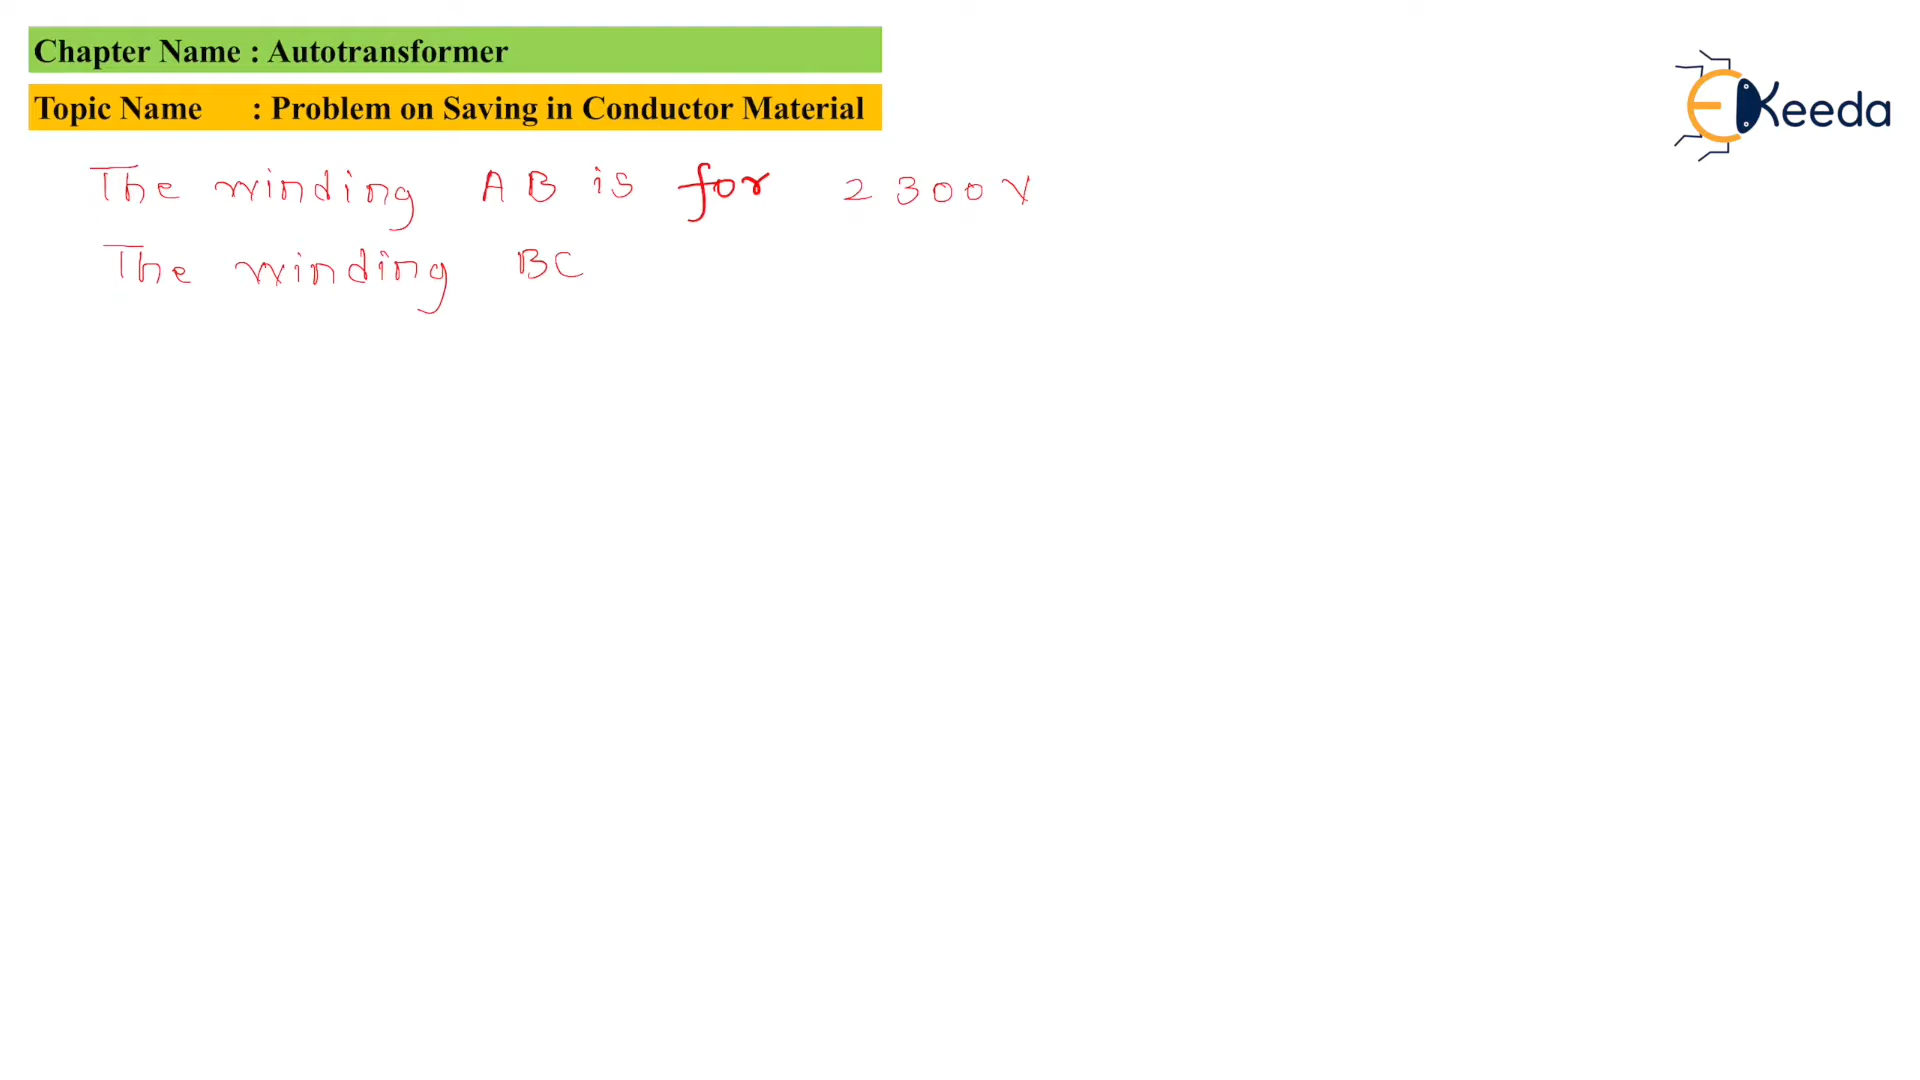 Chapter Name : Autotransformer
Topic Name : Problem on Saving in Conductor Material
EKeeda
The winding AB is for 2300V
The winding BC